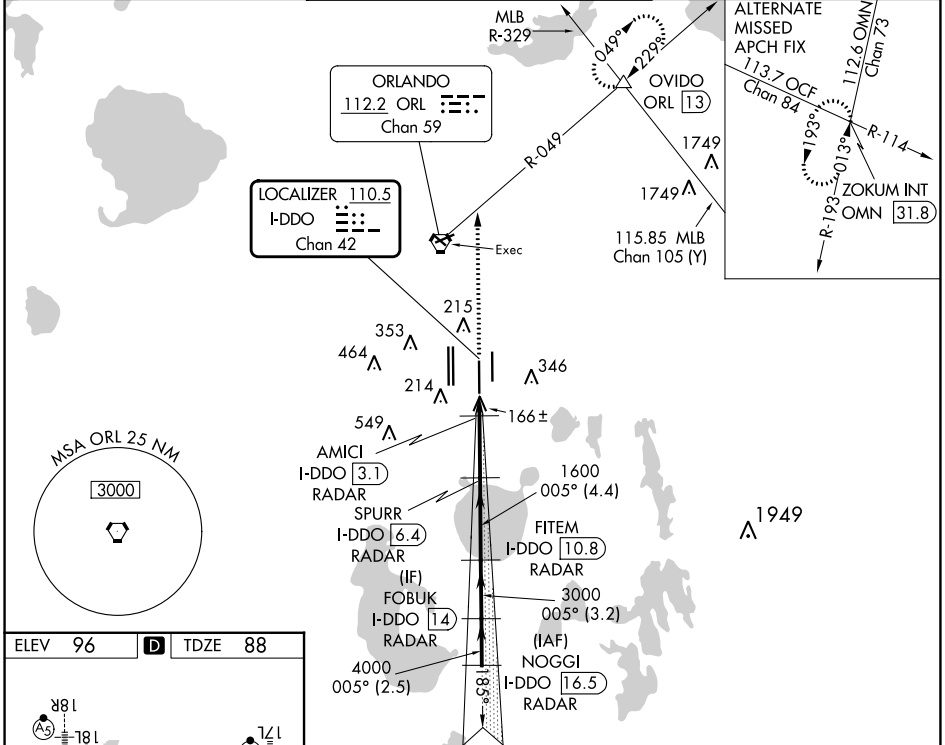 MLB
R-329
049°
229°
OVIDO
ORL 13
ORLANDO
112.2 ORL
Chan 59
R-049
1749
1749
LOCALIZER 110.5
I-DDO
Chan 42
Exec
115.85 MLB
Chan 105 (Y)
ALTERNATE
MISSED
APCH FIX
112.6 OMN
Chan 73
113.7 OCF
Chan 84
193°
013°
R-114
R-193
ZOKUM INT
OMN 31.8
215
353
464
346
214
166±
549
AMICI
I-DDO 3.1
RADAR
1600
005° (4.4)
SPURR
I-DDO 6.4
RADAR
FITEM
I-DDO 10.8
RADAR
1949
MSA ORL 25 NM
3000
(IF)
FOBUK
I-DDO 14
RADAR
3000
005° (3.2)
(IAF)
NOGGI
I-DDO 16.5
RADAR
4000
005° (2.5)
185°
ELEV 96 D TDZE 88
18R
A5
18L
17L